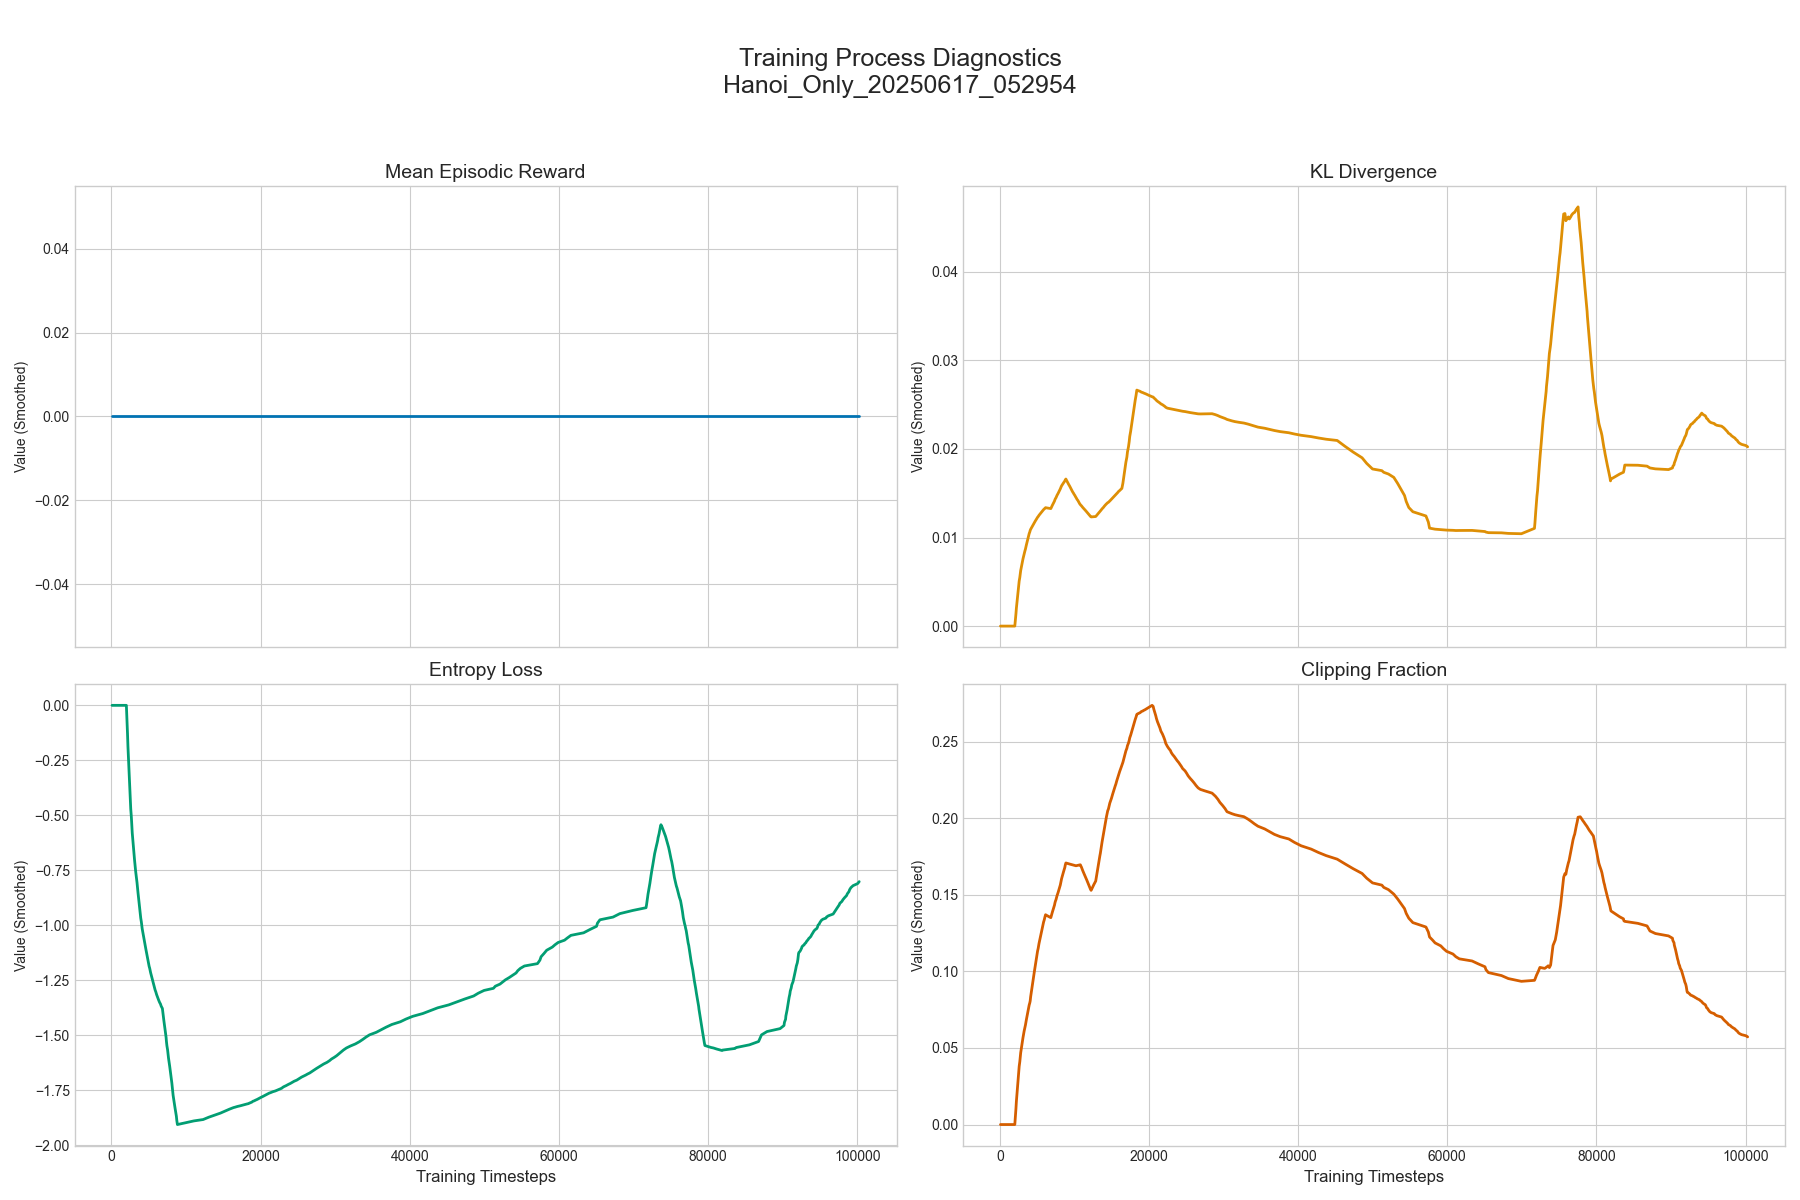 Training Process Diagnostics
Hanoi_Only_20250617_052954
Mean Episodic Reward
Value (Smoothed)
0.04
0.02
0.00
−0.02
−0.04
KL Divergence
Value (Smoothed)
0.04
0.03
0.02
0.01
0.00
Entropy Loss
Value (Smoothed)
0.00
−0.25
−0.50
−0.75
−1.00
−1.25
−1.50
−1.75
−2.00
0 20000 40000 60000 80000 100000
Training Timesteps
Clipping Fraction
Value (Smoothed)
0.25
0.20
0.15
0.10
0.05
0.00
0 20000 40000 60000 80000 100000
Training Timesteps